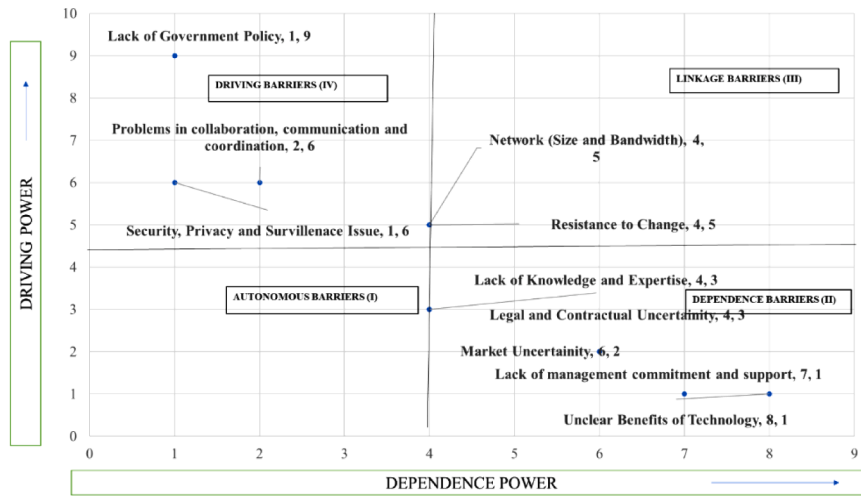 10
Lack of Government Policy, 1, 9
9
DRIVING BARRIERS (IV)
LINKAGE BARRIERS (III)
8
Problems in collaboration, communication and
coordination, 2, 6
7
Network (Size and Bandwidth), 4,
5
6
Security, Privacy and Survillenace Issue, 1, 6
Resistance to Change, 4, 5
5
4
Lack of Knowledge and Expertise, 4, 3
AUTONOMOUS BARRIERS (I)
DEPENDENCE BARRIERS (II)
3
Legal and Contractual Uncertainity, 4, 3
2
Market Uncertainity, 6, 2
Lack of management commitment and support, 7, 1
1
Unclear Benefits of Technology, 8, 1
0
0 1 2 3 4 5 6 7 8 9
DRIVING POWER
DEPENDENCE POWER